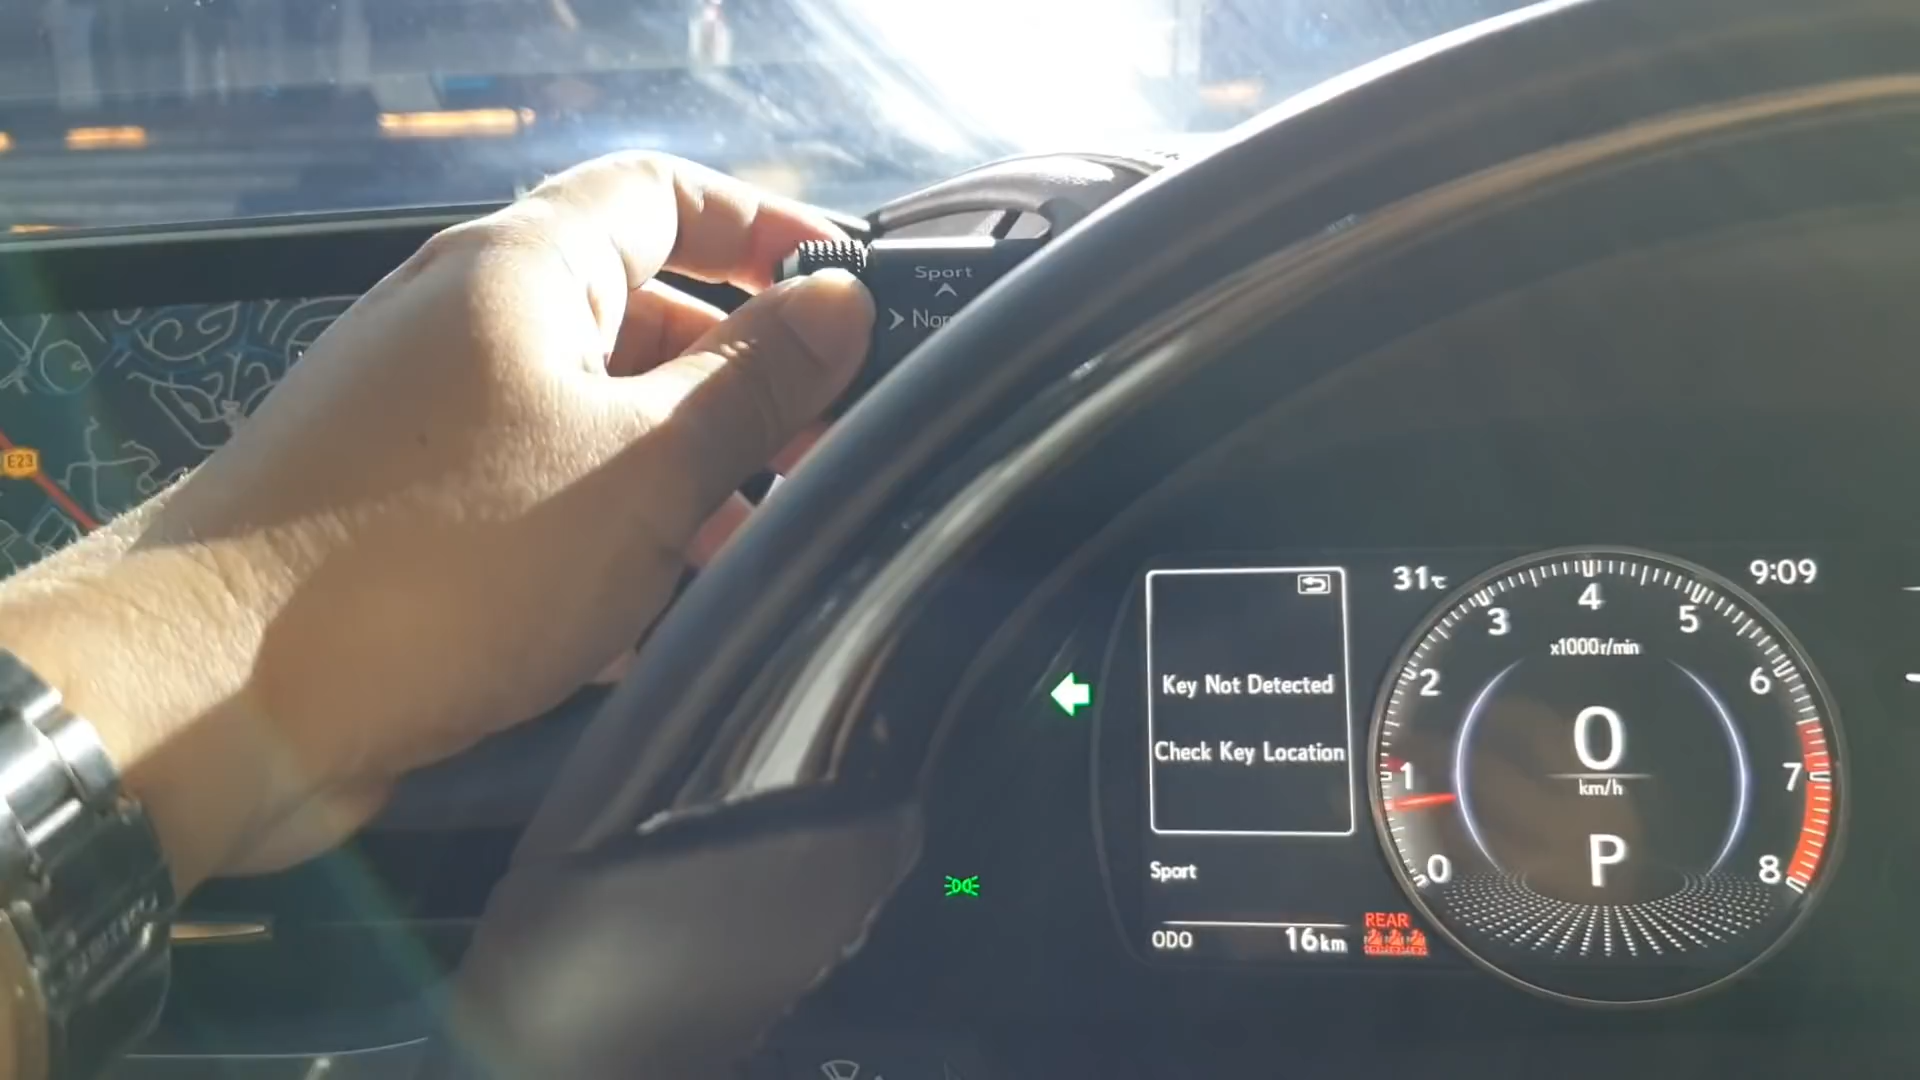 Sport
E23
31℃
9:09
Key Not Detected
Check Key Location
Sport
ODO 16km
REAR
0
1
2
3
4
5
6
7
8
x1000r/min
0
km/h
P